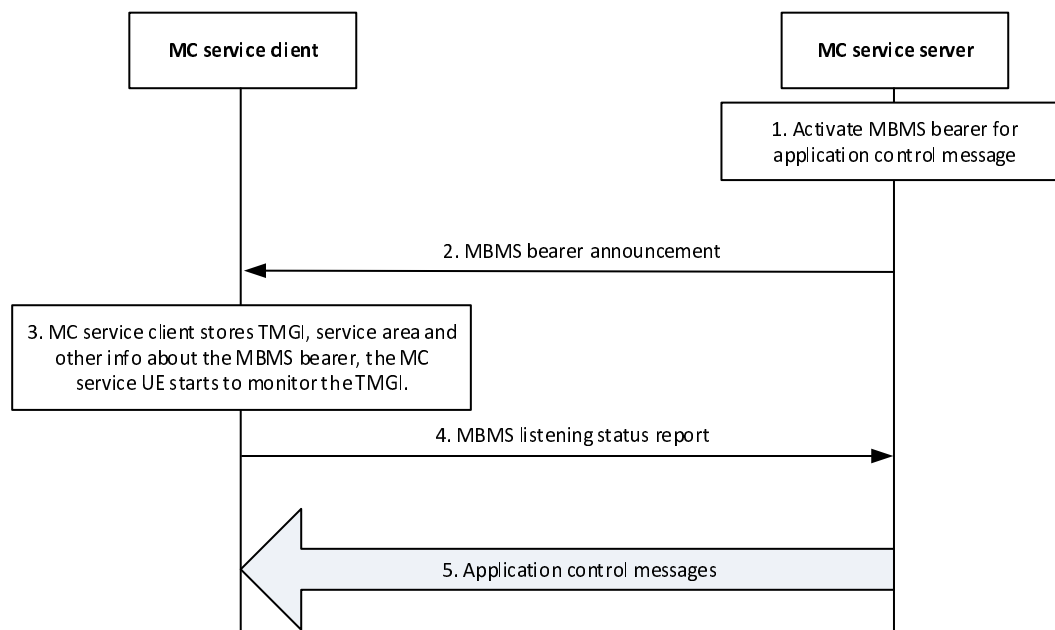 MC service client
MC service server
1. Activate MBMS bearer for
application control message
2. MBMS bearer announcement
3. MC service client stores TMGI, service area and
other info about the MBMS bearer, the MC
service UE starts to monitor the TMGI.
4. MBMS listening status report
5. Application control messages